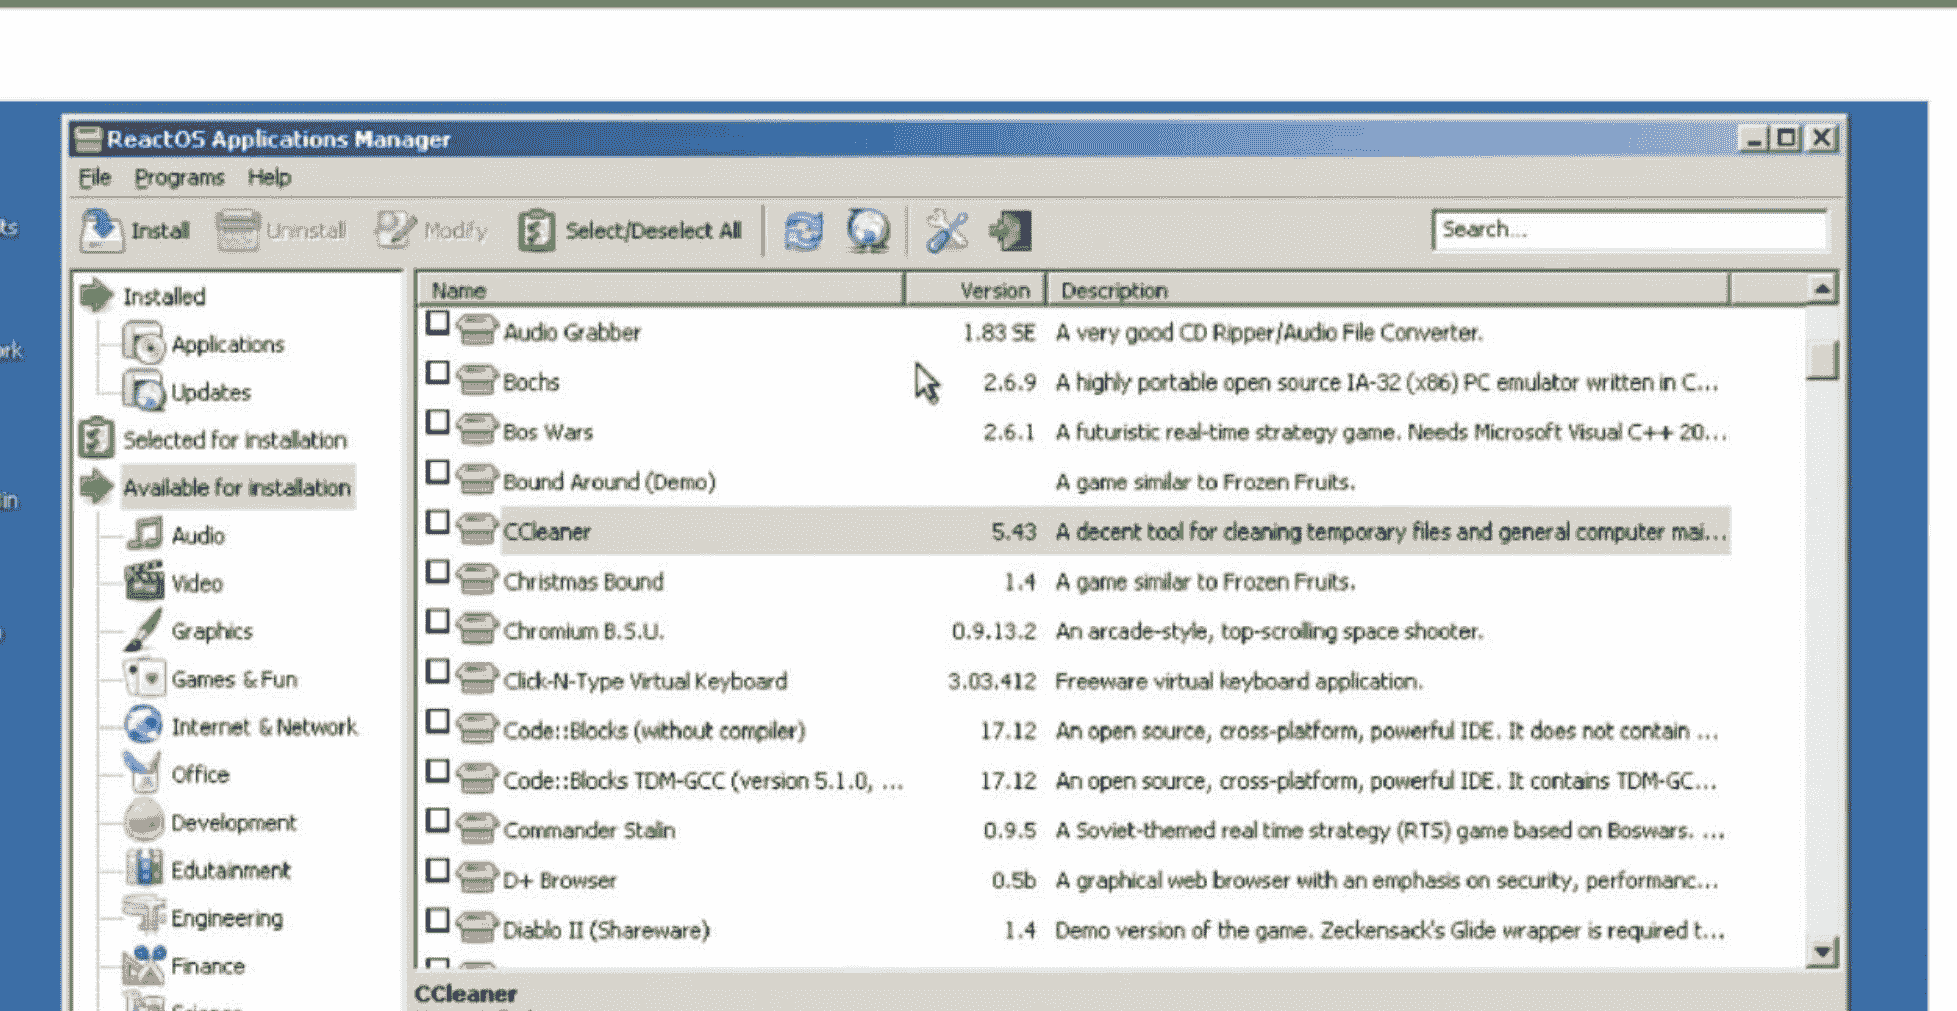 ReactOS Applications Manager
File Programs Help
Install Uninstall Modify Select/Deselect All Search...
ts
Installed
Applications
Updates
Selected for installation
Available for installation
Audio
Video
Graphics
Games & Fun
Internet & Network
Office
Development
Edutainment
Engineering
Finance
Name Version Description
Audio Grabber 1.83 SE A very good CD Ripper/Audio File Converter.
Bochs 2.6.9 A highly portable open source IA-32 (x86) PC emulator written in C...
Bos Wars 2.6.1 A futuristic real-time strategy game. Needs Microsoft Visual C++ 20...
Bound Around (Demo) A game similar to Frozen Fruits.
CCleaner 5.43 A decent tool for cleaning temporary files and general computer mai...
Christmas Bound 1.4 A game similar to Frozen Fruits.
Chromium B.S.U. 0.9.13.2 An arcade-style, top-scrolling space shooter.
Click-N-Type Virtual Keyboard 3.03.412 Freeware virtual keyboard application.
Code::Blocks (without compiler) 17.12 An open source, cross-platform, powerful IDE. It does not contain ...
Code::Blocks TDM-GCC (version 5.1.0, ... 17.12 An open source, cross-platform, powerful IDE. It contains TDM-GC...
Commander Stalin 0.9.5 A Soviet-themed real time strategy (RTS) game based on Boswars. ...
D+ Browser 0.5b A graphical web browser with an emphasis on security, performanc...
Diablo II (Shareware) 1.4 Demo version of the game. Zeckensack's Glide wrapper is required t...
CCleaner